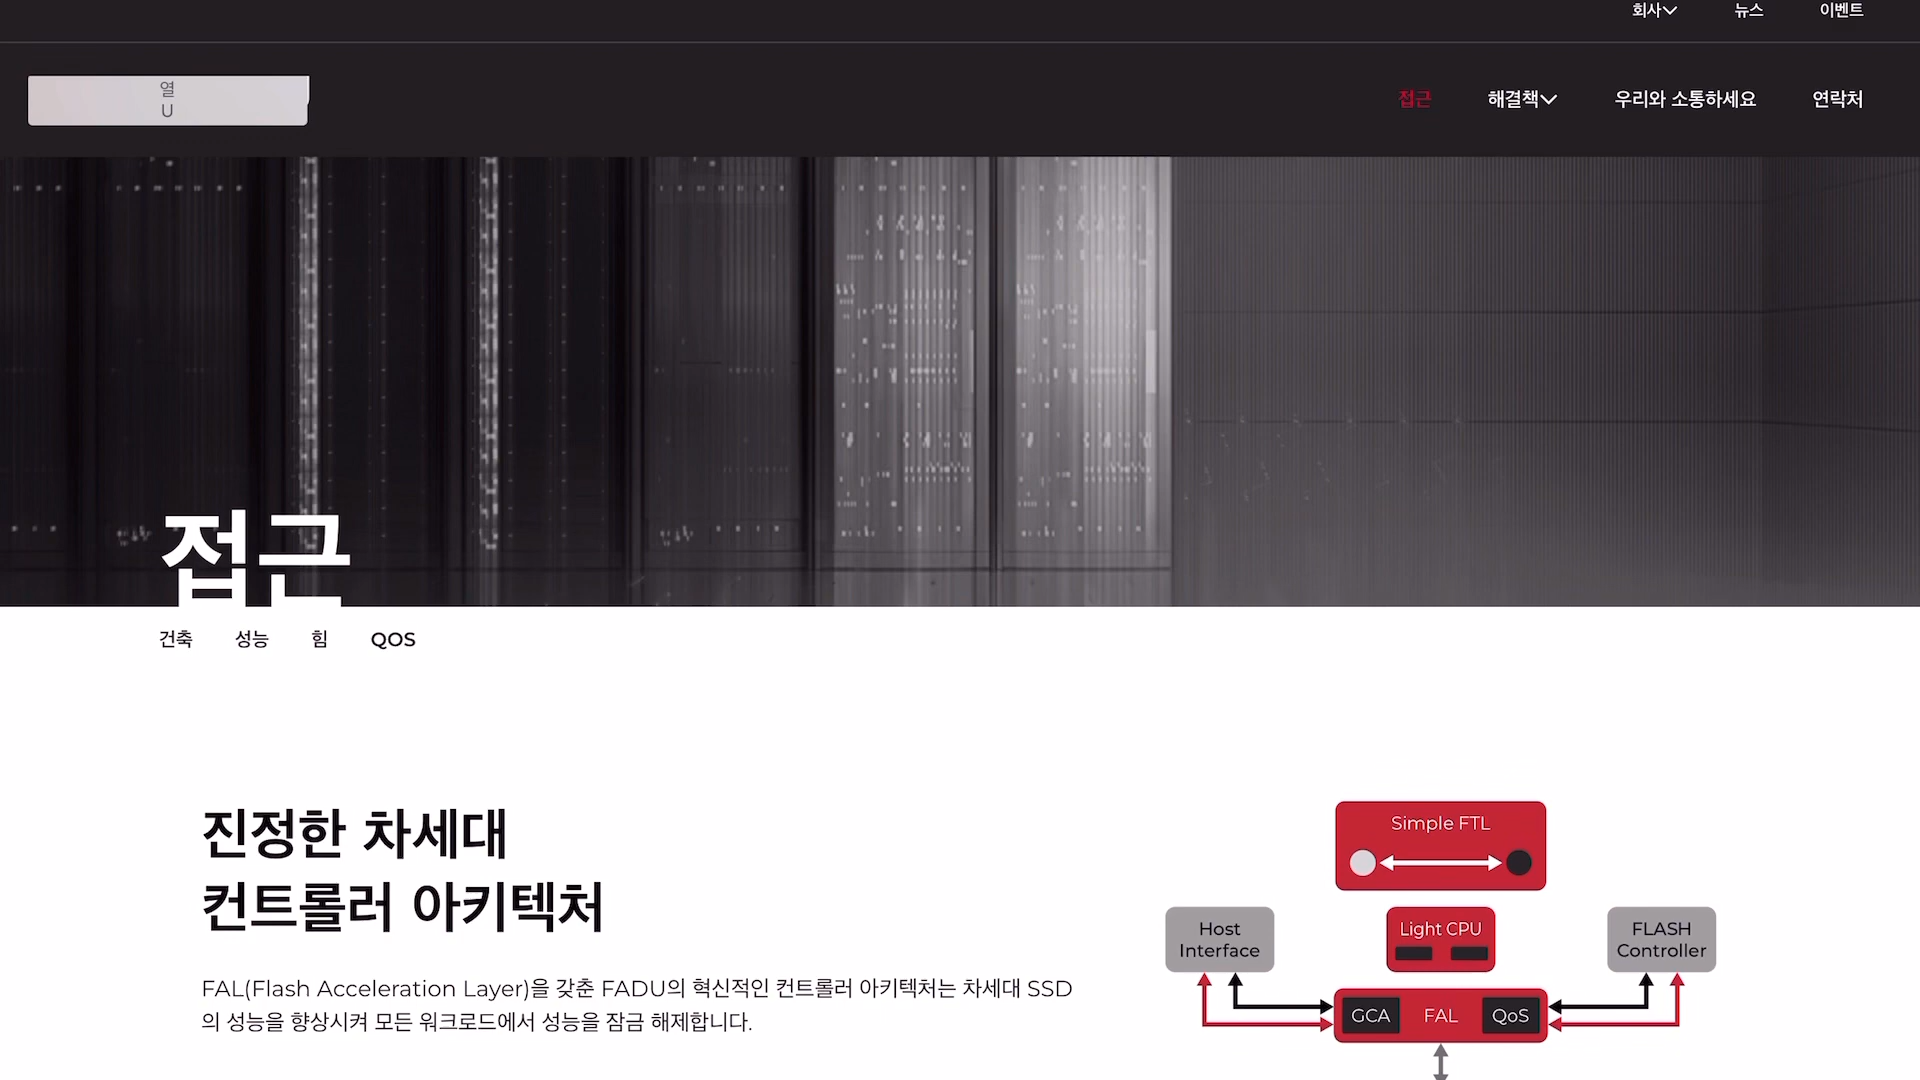 회사
뉴스
이벤트
열
U
접근
해결책
우리와 소통하세요
연락처
접근
건축
성능
힘
QOS
진정한 차세대
컨트롤러 아키텍처
FAL(Flash Acceleration Layer)을 갖춘 FADU의 혁신적인 컨트롤러 아키텍처는 차세대 SSD
의 성능을 향상시켜 모든 워크로드에서 성능을 잠금 해제합니다.
Simple FTL
Host
Interface
Light CPU
FLASH
Controller
GCA
FAL
QoS